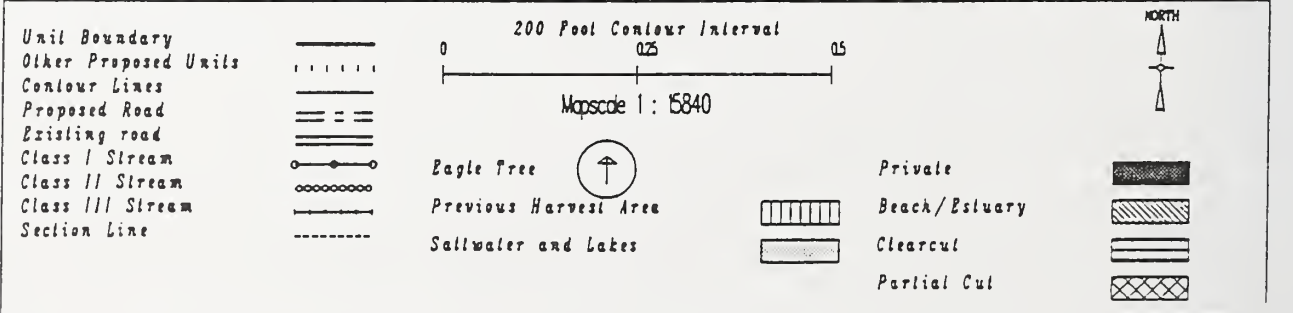 Unit Boundary
Other Proposed Units
Contour Lines
Proposed Road
Existing road
Class I Stream
Class II Stream
Class III Stream
Section Line
200 Foot Contour Interval
0 0.25 0.5
Mapscale 1 : 15840
Eagle Tree
Previous Harvest Area
Saltwater and Lakes
NORTH
Private
Beach/Estuary
Clearcut
Partial Cut